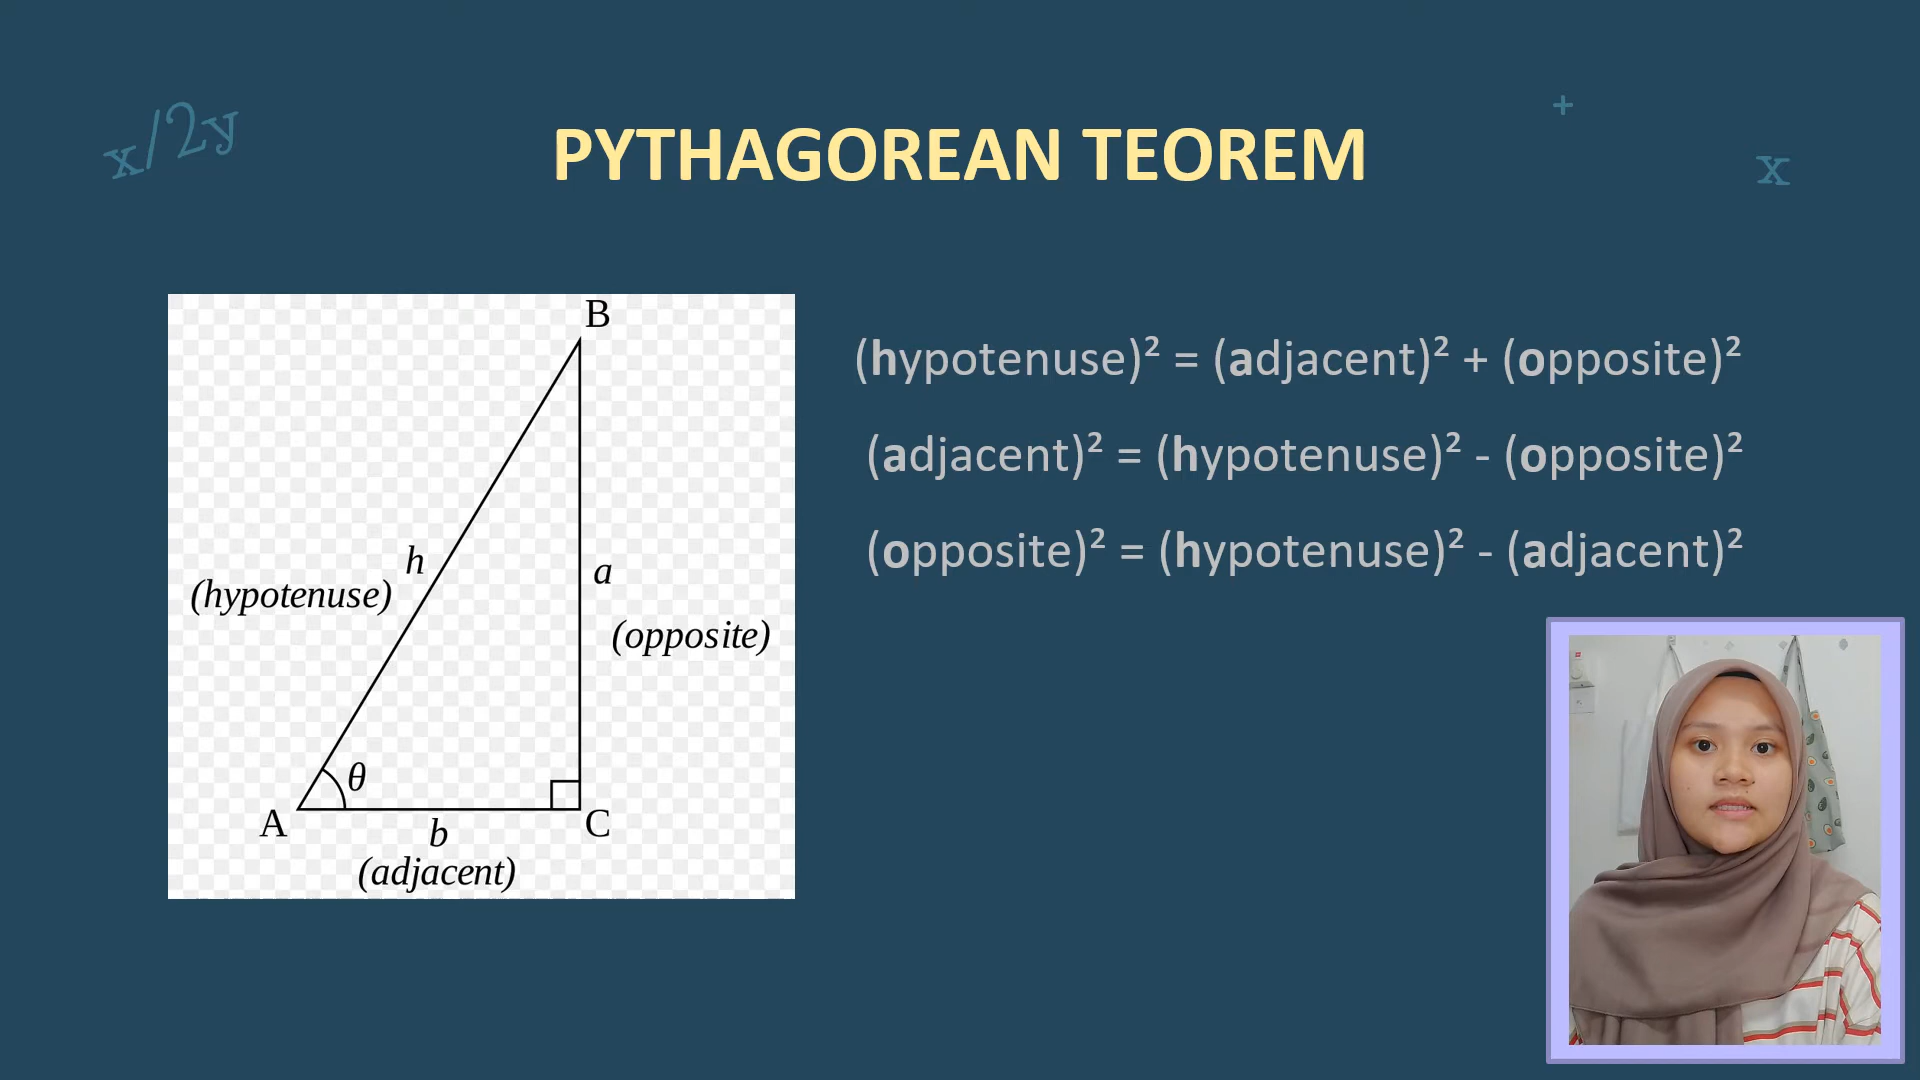 x/2y
+
x
PYTHAGOREAN TEOREM
B
h
(hypotenuse)
a
(opposite)
θ
A
C
b
(adjacent)
(hypotenuse)² = (adjacent)² + (opposite)²
(adjacent)² = (hypotenuse)² - (opposite)²
(opposite)² = (hypotenuse)² - (adjacent)²